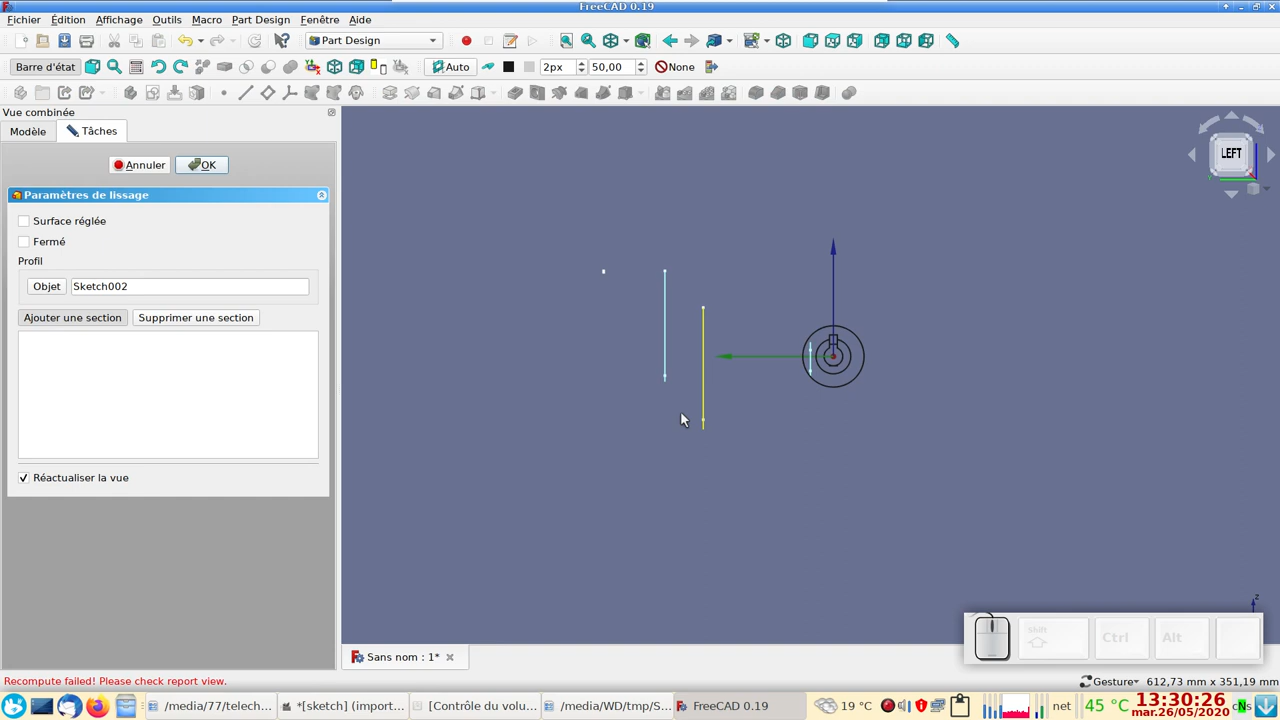 FreeCAD 0.19
Fichier Édition Affichage Outils Macro Part Design Fenêtre Aide
Part Design
Barre d'état Auto 2px 50,00 None
Vue combinée
Modèle Tâches
Annuler OK
Paramètres de lissage
Surface réglée
Fermé
Profil
Objet Sketch002
Ajouter une section Supprimer une section
Réactualiser la vue
LEFT
Z
Shift Ctrl Alt
Sans nom : 1*
Recompute failed! Please check report view. Gesture 612,73 mm x 351,19 mm
/media/77/telech... *[sketch] (import... [Contrôle du volu... /media/WD/tmp/S... FreeCAD 0.19 19 °C net 45 °C 13:30:26
mar.26/05/2020